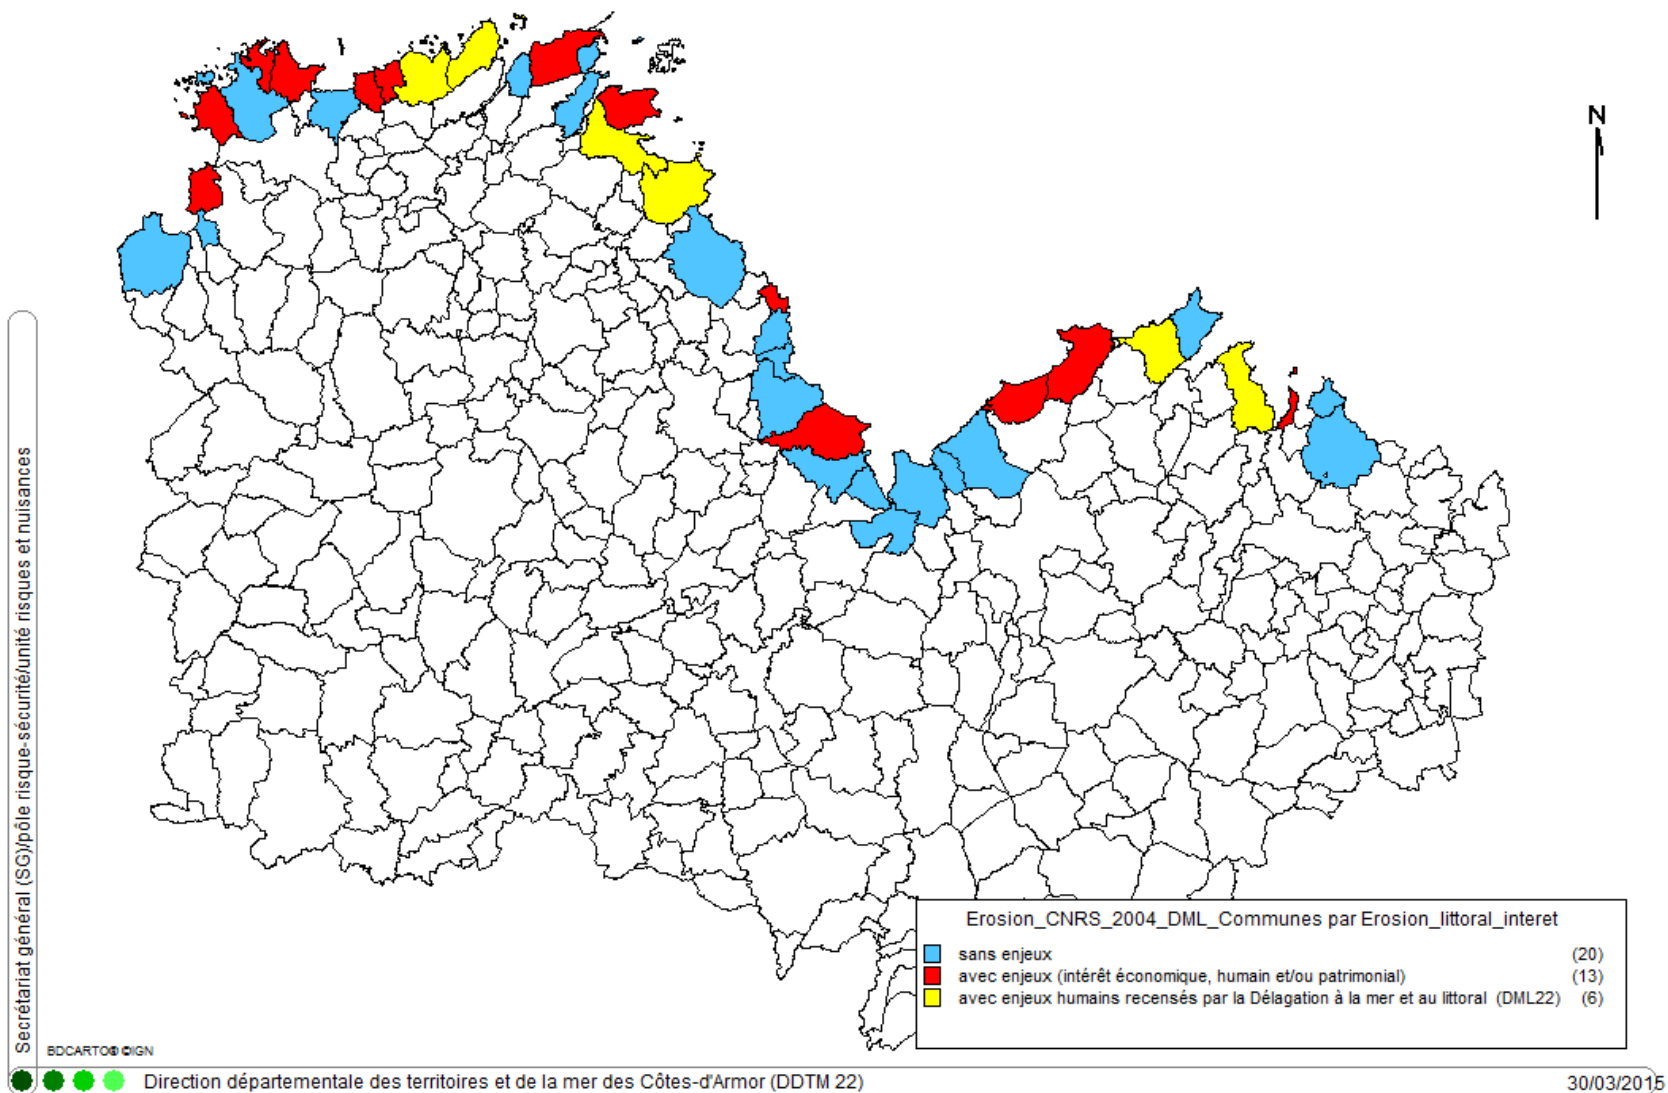 N
Secrétariat général (SG)/pôle risque-sécurité/unité risques et nuisances
Erosion_CNRS_2004_DML_Communes par Erosion_littoral_interet
sans enjeux (20)
avec enjeux (intérêt économique, humain et/ou patrimonial) (13)
avec enjeux humains recensés par la Délagation à la mer et au littoral (DML22) (6)
BDCARTO® ©IGN
Direction départementale des territoires et de la mer des Côtes-d'Armor (DDTM 22)
30/03/2015